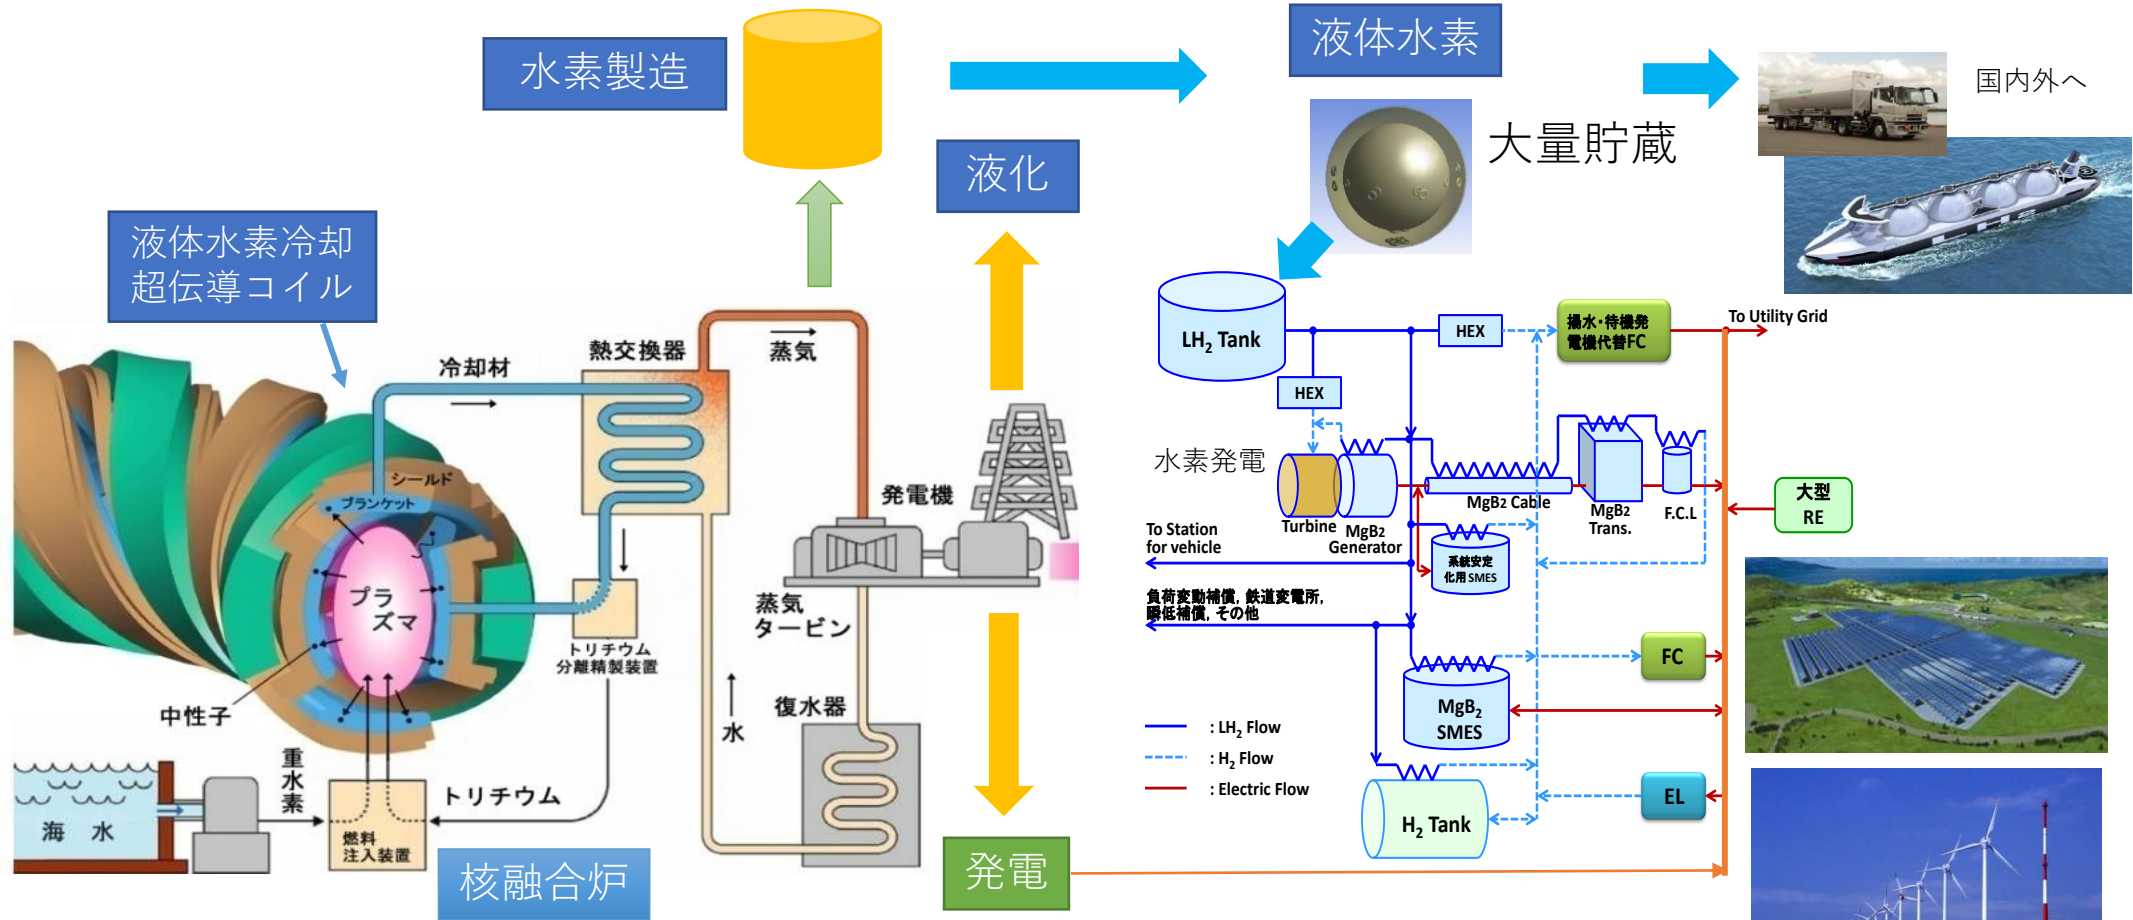 水素製造
液体水素
国内外へ
大量貯蔵
液化
液体水素冷却
超伝導コイル
熱交換器
蒸気
冷却材
シールド
ブランケット
プラ
ズマ
発電機
蒸気
タービン
トリチウム
分離精製装置
中性子
復水器
水
重水素
トリチウム
海 水
燃料
注入装置
核融合炉
発電
LH2 Tank
HEX
揚水・待機発
電機代替FC
To Utility Grid
HEX
水素発電
Turbine
MgB2
Generator
MgB2 Cable
MgB2
Trans.
F.C.L
大型
RE
To Station
for vehicle
系統安定
化用SMES
負荷変動補償, 鉄道変電所,
瞬低補償, その他
FC
MgB2
SMES
: LH2 Flow
: H2 Flow
: Electric Flow
EL
H2 Tank